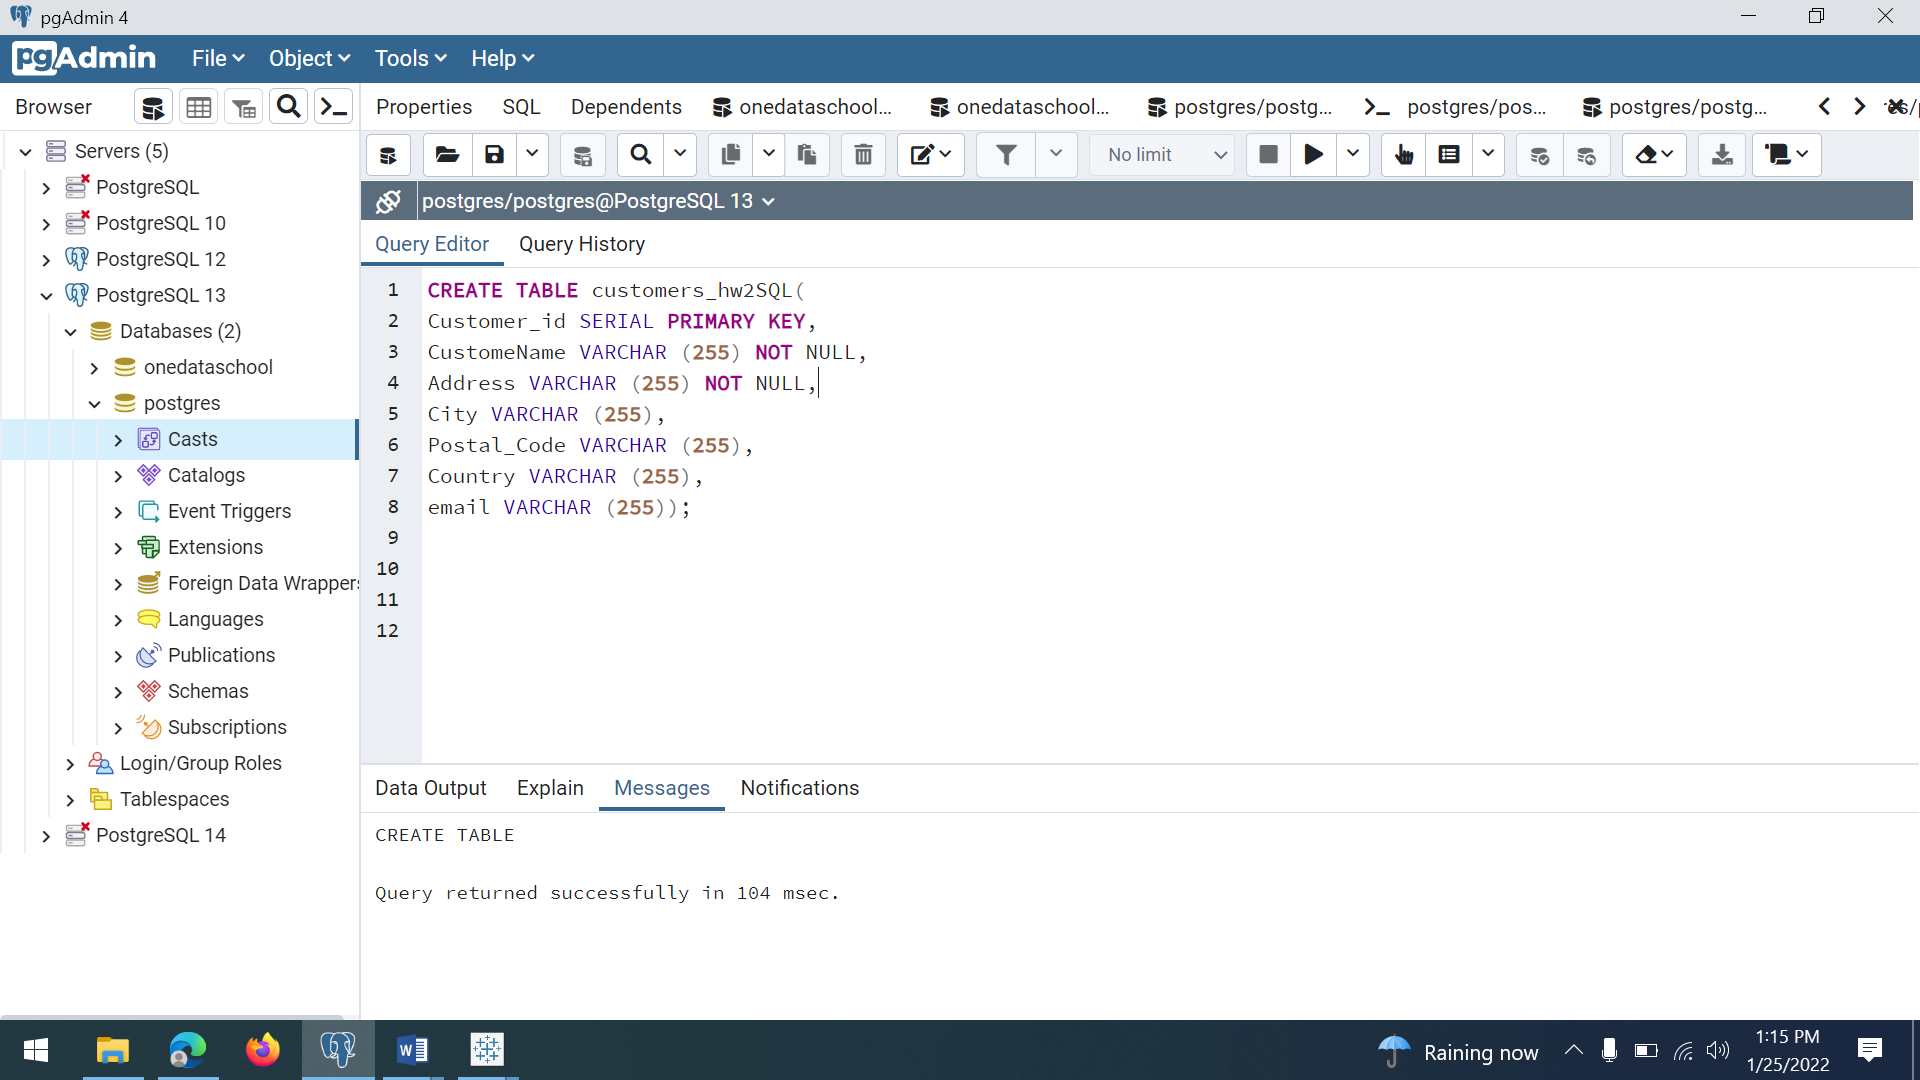 pgAdmin 4
pgAdmin File Object Tools Help
Browser
Properties SQL Dependents onedataschool... onedataschool... postgres/postg... postgres/pos... postgres/postg...
No limit
postgres/postgres@PostgreSQL 13
Query Editor Query History
Servers (5)
PostgreSQL
PostgreSQL 10
PostgreSQL 12
PostgreSQL 13
Databases (2)
onedataschool
postgres
Casts
Catalogs
Event Triggers
Extensions
Foreign Data Wrappers
Languages
Publications
Schemas
Subscriptions
Login/Group Roles
Tablespaces
PostgreSQL 14
1 CREATE TABLE customers_hw2SQL(
2 Customer_id SERIAL PRIMARY KEY,
3 CustomeName VARCHAR (255) NOT NULL,
4 Address VARCHAR (255) NOT NULL,
5 City VARCHAR (255),
6 Postal_Code VARCHAR (255),
7 Country VARCHAR (255),
8 email VARCHAR (255));
9
10
11
12
Data Output Explain Messages Notifications
CREATE TABLE
Query returned successfully in 104 msec.
Raining now
1:15 PM
1/25/2022